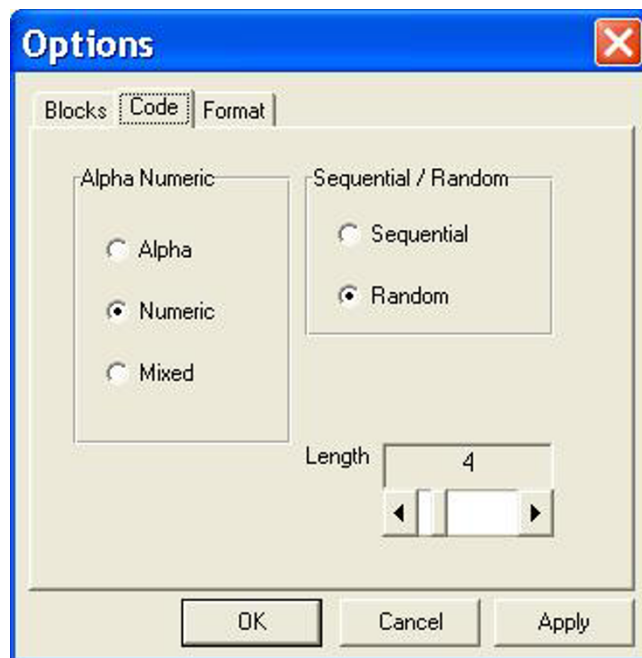 Options
Blocks Code Format
Alpha Numeric
Alpha
Numeric
Mixed
Sequential / Random
Sequential
Random
Length 4
OK Cancel Apply